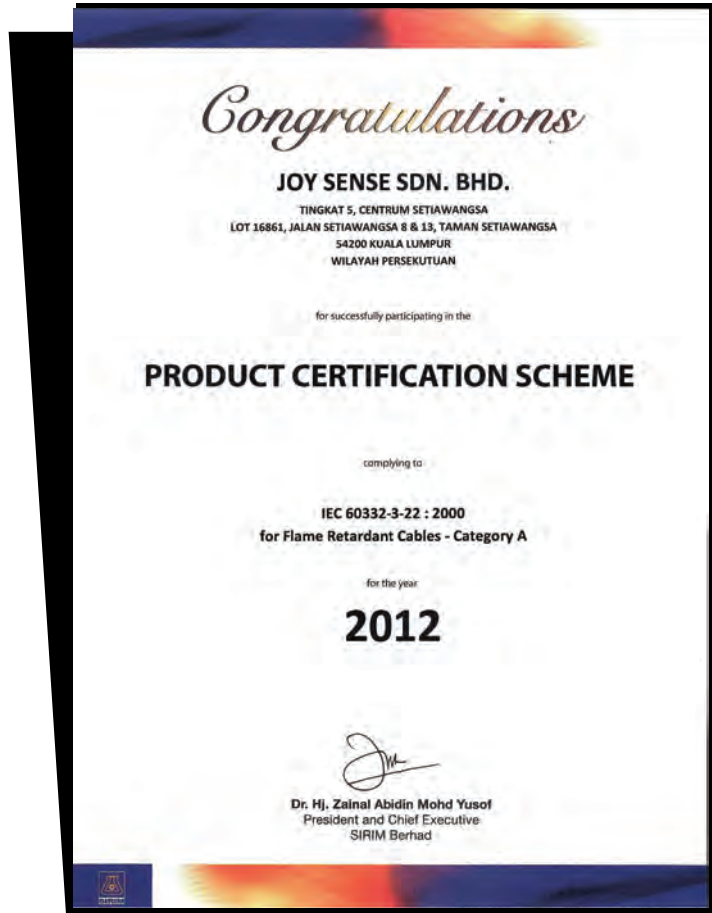 Congratulations
JOY SENSE SDN. BHD.
TINGKAT 5, CENTRUM SETIAWANGSA
LOT 16861, JALAN SETIAWANGSA 8 & 13, TAMAN SETIAWANGSA
54200 KUALA LUMPUR
WILAYAH PERSEKUTUAN
for successfully participating in the
PRODUCT CERTIFICATION SCHEME
complying to
IEC 60332-3-22 : 2000
for Flame Retardant Cables - Category A
for the year
2012
Dr. Hj. Zainal Abidin Mohd Yusof
President and Chief Executive
SIRIM Berhad